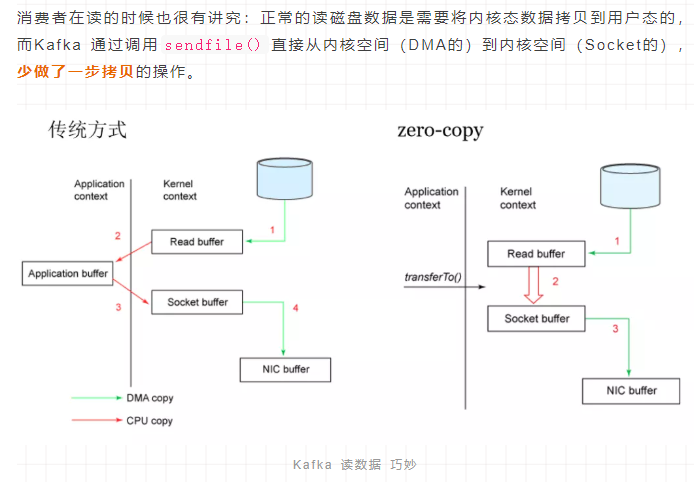 消费者在读的时候也很有讲究：正常的读磁盘数据是需要将内核态数据拷贝到用户态的，
而Kafka 通过调用 sendfile() 直接从内核空间（DMA的）到内核空间（Socket的），
少做了一步拷贝的操作。
传统方式
zero-copy
Application context
Kernel context
1
2
Read buffer
Application buffer
3
Socket buffer
4
NIC buffer
DMA copy
CPU copy
Application context
Kernel context
1
Read buffer
transferTo()
2
Socket buffer
3
NIC buffer
Kafka 读数据 巧妙